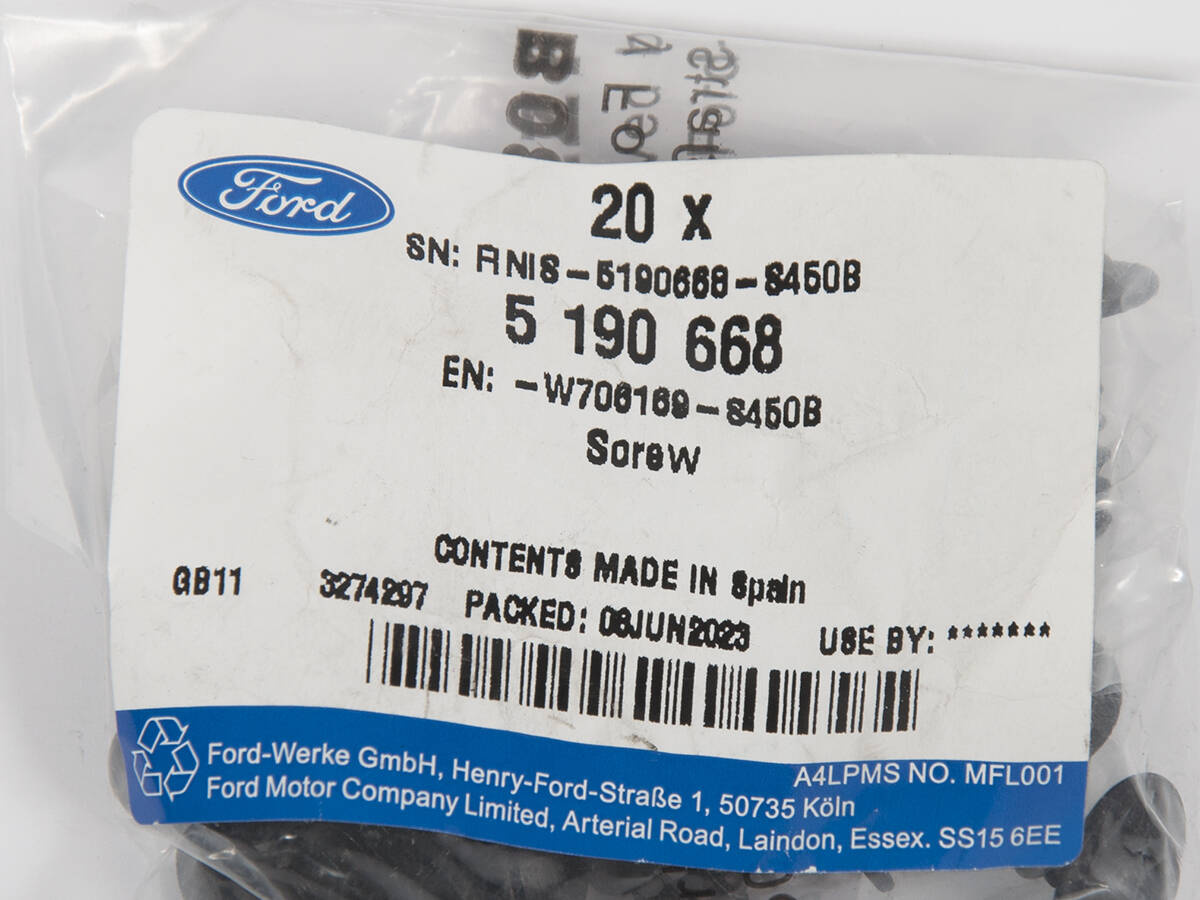 Ford
20 x
SN: FINIS-5190668-S450B
5 190 668
EN: -W706169-S450B
Screw
CONTENTS MADE IN Spain
GB11 3274297 PACKED: 06JUN2023 USE BY: *******
A4LPMS NO. MFL001
Ford-Werke GmbH, Henry-Ford-Straße 1, 50735 Köln
Ford Motor Company Limited, Arterial Road, Laindon, Essex. SS15 6EE